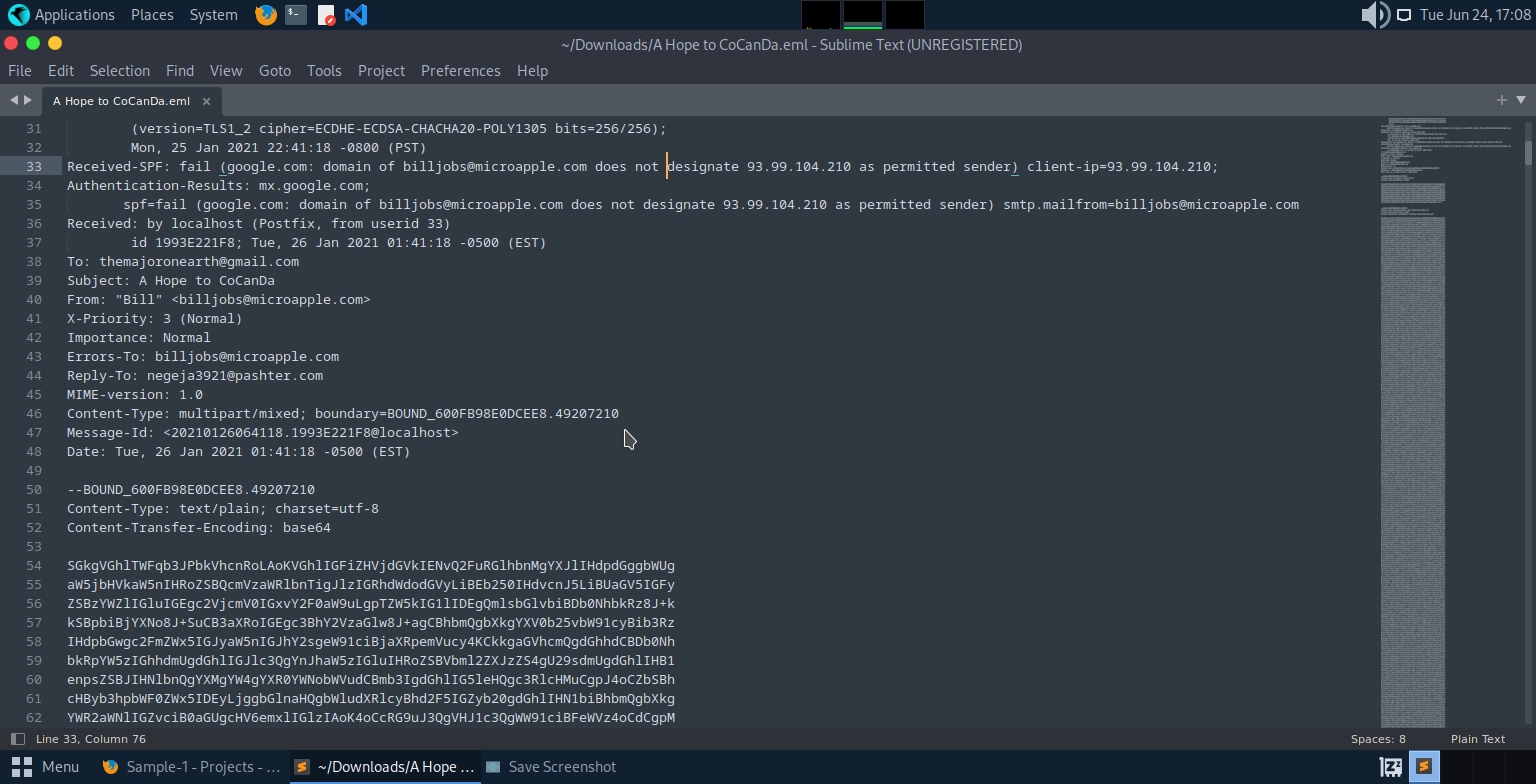 Applications Places System Tue Jun 24, 17:08
~/Downloads/A Hope to CoCanDa.eml - Sublime Text (UNREGISTERED)
File Edit Selection Find View Goto Tools Project Preferences Help
A Hope to CoCanDa.eml
31 (version=TLS1_2 cipher=ECDHE-ECDSA-CHACHA20-POLY1305 bits=256/256);
32 Mon, 25 Jan 2021 22:41:18 -0800 (PST)
33 Received-SPF: fail (google.com: domain of billjobs@microapple.com does not designate 93.99.104.210 as permitted sender) client-ip=93.99.104.210;
34 Authentication-Results: mx.google.com;
35 spf=fail (google.com: domain of billjobs@microapple.com does not designate 93.99.104.210 as permitted sender) smtp.mailfrom=billjobs@microapple.com
36 Received: by localhost (Postfix, from userid 33)
37 id 1993E221F8; Tue, 26 Jan 2021 01:41:18 -0500 (EST)
38 To: themajoronearth@gmail.com
39 Subject: A Hope to CoCanDa
40 From: "Bill" <billjobs@microapple.com>
41 X-Priority: 3 (Normal)
42 Importance: Normal
43 Errors-To: billjobs@microapple.com
44 Reply-To: negeja3921@pashter.com
45 MIME-version: 1.0
46 Content-Type: multipart/mixed; boundary=BOUND_600FB98E0DCEE8.49207210
47 Message-Id: <20210126064118.1993E221F8@localhost>
48 Date: Tue, 26 Jan 2021 01:41:18 -0500 (EST)
49
50 --BOUND_600FB98E0DCEE8.49207210
51 Content-Type: text/plain; charset=utf-8
52 Content-Transfer-Encoding: base64
53
54 SGkgVGhlTWFqb3JPbkVhcnRoLAoKVGhlIGFiZHVjdGVkIENvQ2FuRGlhbnMgYXJlIHdpdGggbWUg
55 aW5jbHVkaW5nIHRoZSBQcmVzaWRlbnTigJlzIGRhdWdodGVyLiBEb250IHdvcnJ5LiBUaGV5IGFy
56 ZSBzYWZlIGluIGEgc2VjcmV0IGxvY2F0aW9uLgpTZW5kIG1lIDEgQmlsbGlvbiBDb0NhbkRz8J+k
57 kSBpbiBjYXNo8J+SuCB3aXRoIGEgc3BhY2VzaGlw8J+agCBhbmQgbXkgYXV0b25vbW91cyBib3Rz
58 IHdpbGwgc2FmZWx5IGJyaW5nIGJhY2sgeW91ciBjaXRpemVucy4KCkkgaGVhcmQgdGhhdCBDb0Nh
59 bkRpYW5zIGhhdmUgdGhlIGJlc3QgYnJhaW5zIGluIHRoZSBVbml2ZXJzZS4gU29sdmUgdGhlIHB1
60 enpsZSBJIHNlbnQgYXMgYW4gYXR0YWNobWVudCBmb3IgdGhlIG5leHQgc3RlcHMuCgpJ4oCZbSBh
61 cHByb3hpbWF0ZWx5IDEyLjggbGlnaHQgbWludXRlcyBhd2F5IGZyb20gdGhlIHN1biBhbmQgbXkg
62 YWR2aWNlIGZvciB0aGUgcHV6emxlIGlzIAoK4oCcRG9uJ3QgVHJ1c3QgWW91ciBFeWVz4oCdCgpM
Line 33, Column 76 Spaces: 8 Plain Text
Menu Sample-1 - Projects - ... ~/Downloads/A Hope ... Save Screenshot